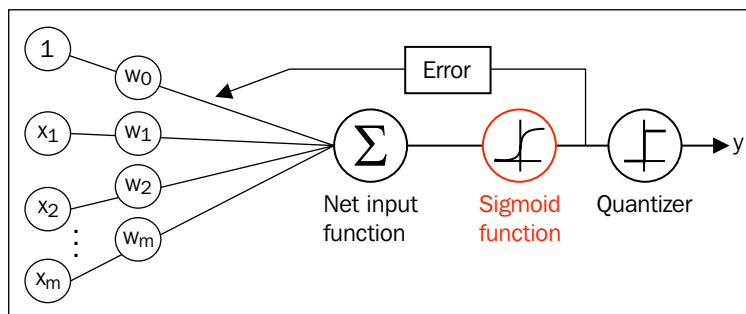 1
w0
Error
x1
w1
Σ
y
x2
w2
Net input
function
Sigmoid
function
Quantizer
⋮
wm
xm